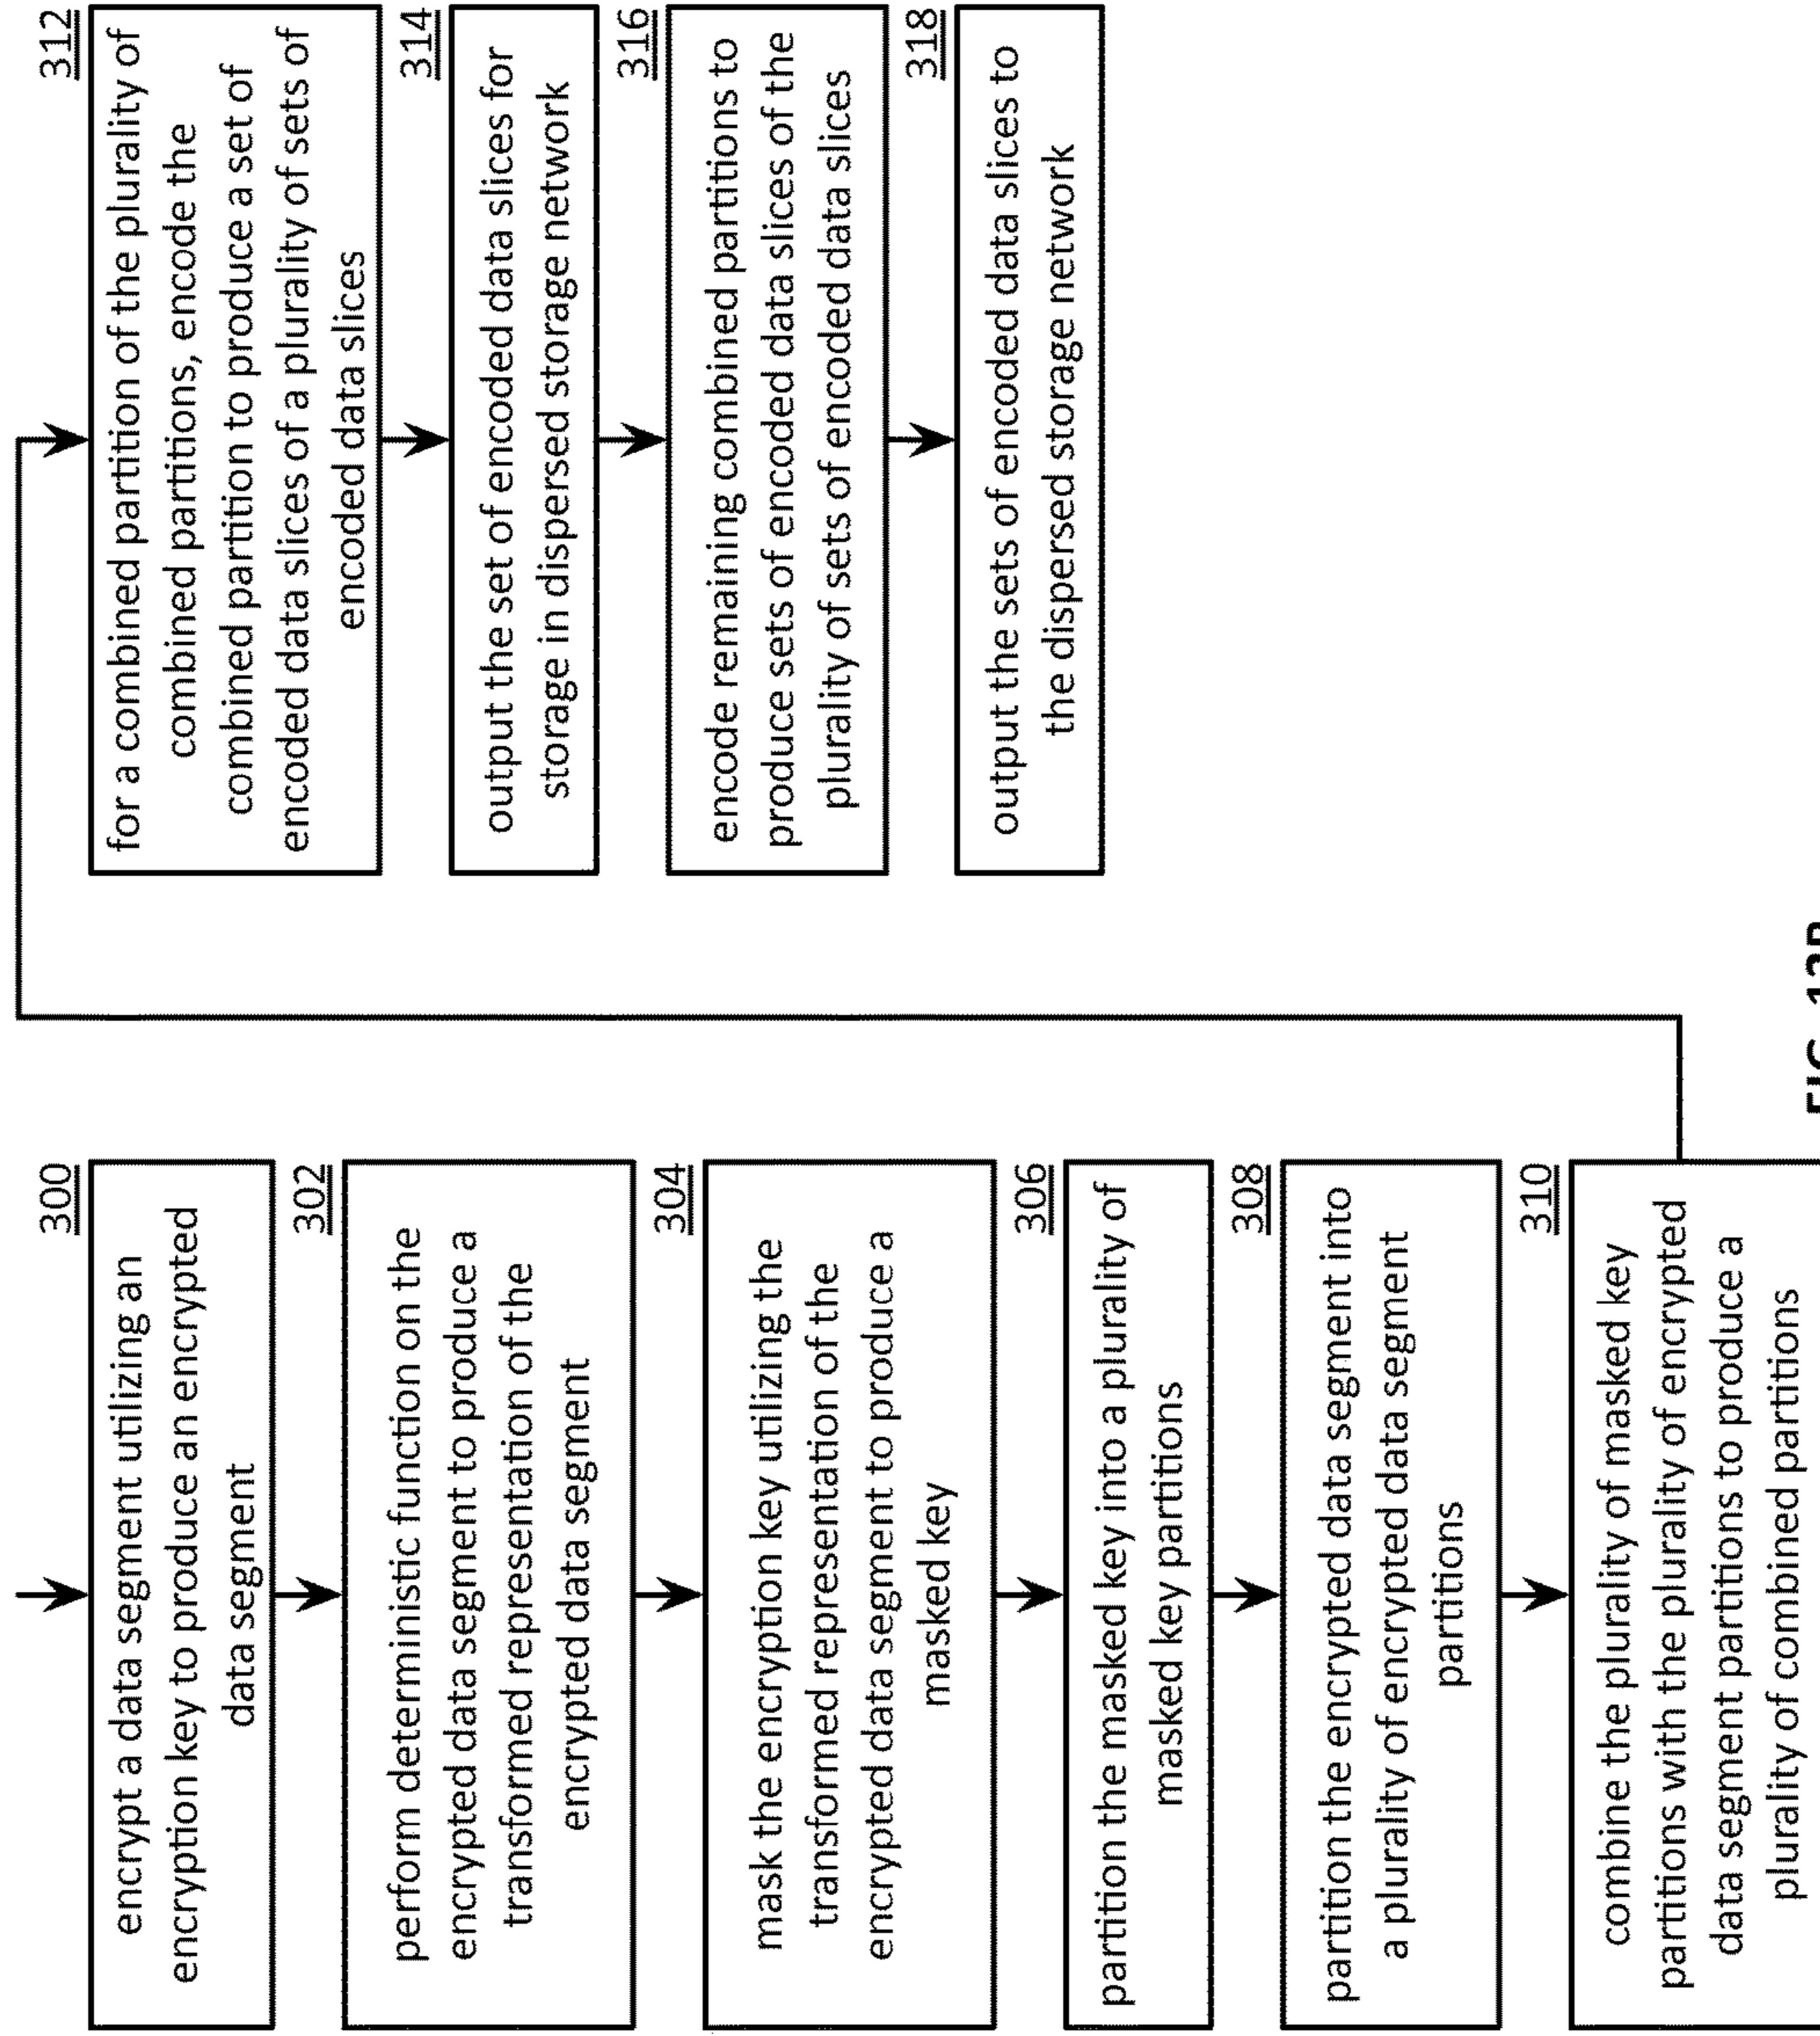 300
encrypt a data segment utilizing an
encryption key to produce an encrypted
data segment
302
perform deterministic function on the
encrypted data segment to produce a
transformed representation of the
encrypted data segment
304
mask the encryption key utilizing the
transformed representation of the
encrypted data segment to produce a
masked key
306
partition the masked key into a plurality of
masked key partitions
308
partition the encrypted data segment into
a plurality of encrypted data segment
partitions
310
combine the plurality of masked key
partitions with the plurality of encrypted
data segment partitions to produce a
plurality of combined partitions
312
for a combined partition of the plurality of
combined partitions, encode the
combined partition to produce a set of
encoded data slices of a plurality of sets of
encoded data slices
314
output the set of encoded data slices for
storage in dispersed storage network
316
encode remaining combined partitions to
produce sets of encoded data slices of the
plurality of sets of encoded data slices
318
output the sets of encoded data slices to
the dispersed storage network